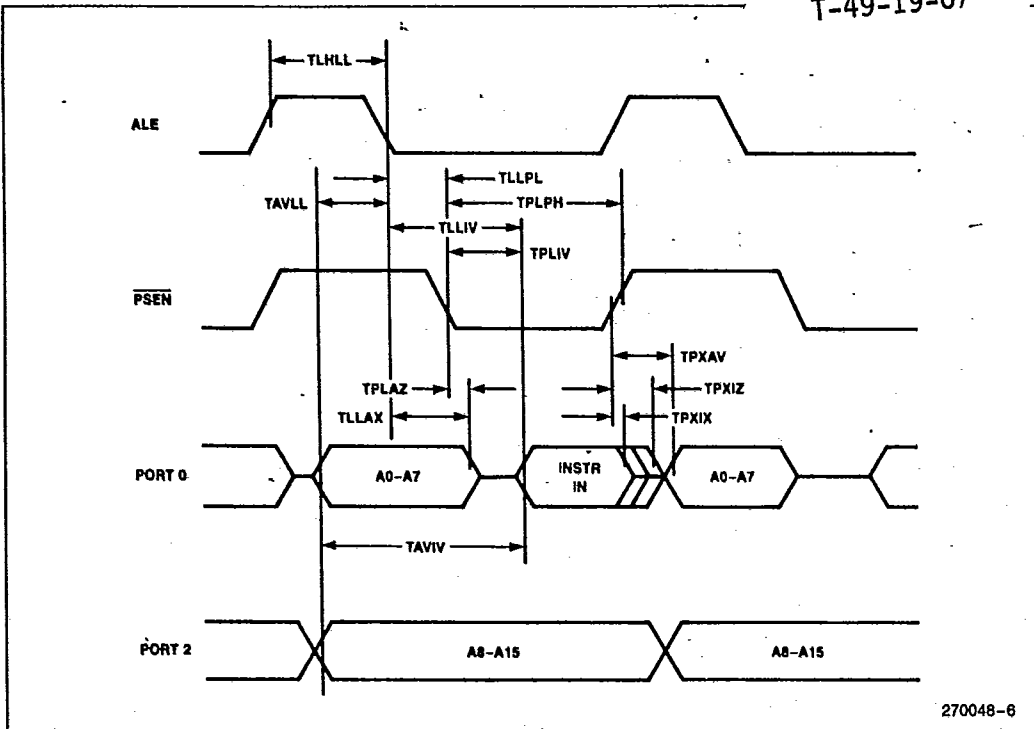 T-49-19-07
TLHLL
ALE
TLLPL
TAVLL
TPLPH
TLLIV
TPLIV
PSEN
TPXAV
TPLAZ
TPXIZ
TLLAX
TPXIX
PORT 0
A0-A7
INSTR
IN
A0-A7
TAVIV
PORT 2
A8-A15
A8-A15
270048-6